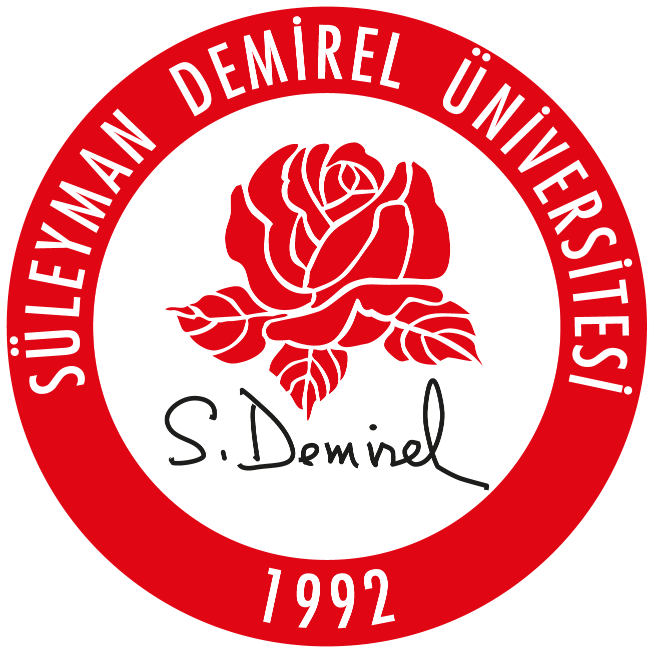 SÜLEYMAN DEMİREL ÜNİVERSİTESİ
S. Demirel
1992